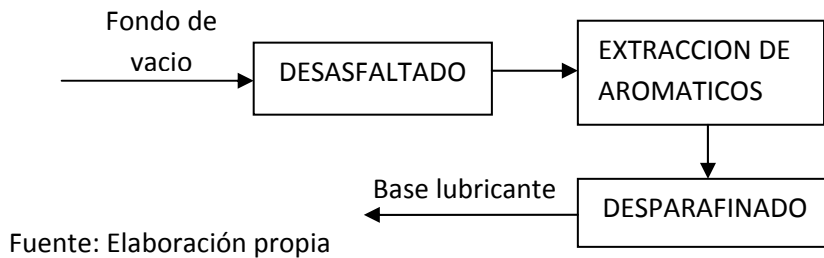 Fondo de
vacio
DESASFALTADO
EXTRACCION DE
AROMATICOS
DESPARAFINADO
Base lubricante
Fuente: Elaboración propia